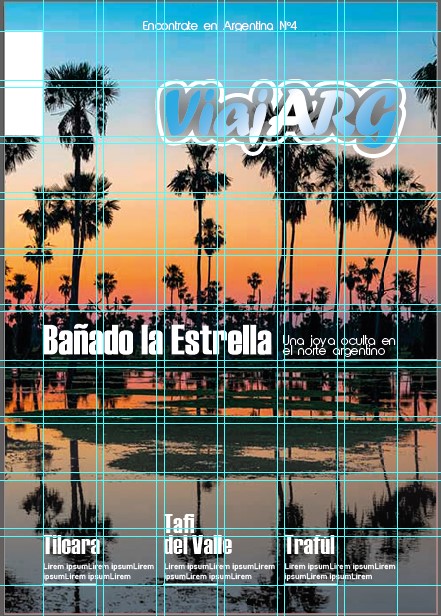 Encontrate en Argentina Nº4
ViajARG
Bañado la Estrella
Una joya oculta en
el norte argentino
Tilcara
Lirem ipsumLirem ipsumLirem
ipsumLirem ipsumLirem
Tafi
del Valle
Lirem ipsumLirem ipsumLirem
ipsumLirem ipsumLirem
Traful
Lirem ipsumLirem ipsumLirem
ipsumLirem ipsumLirem